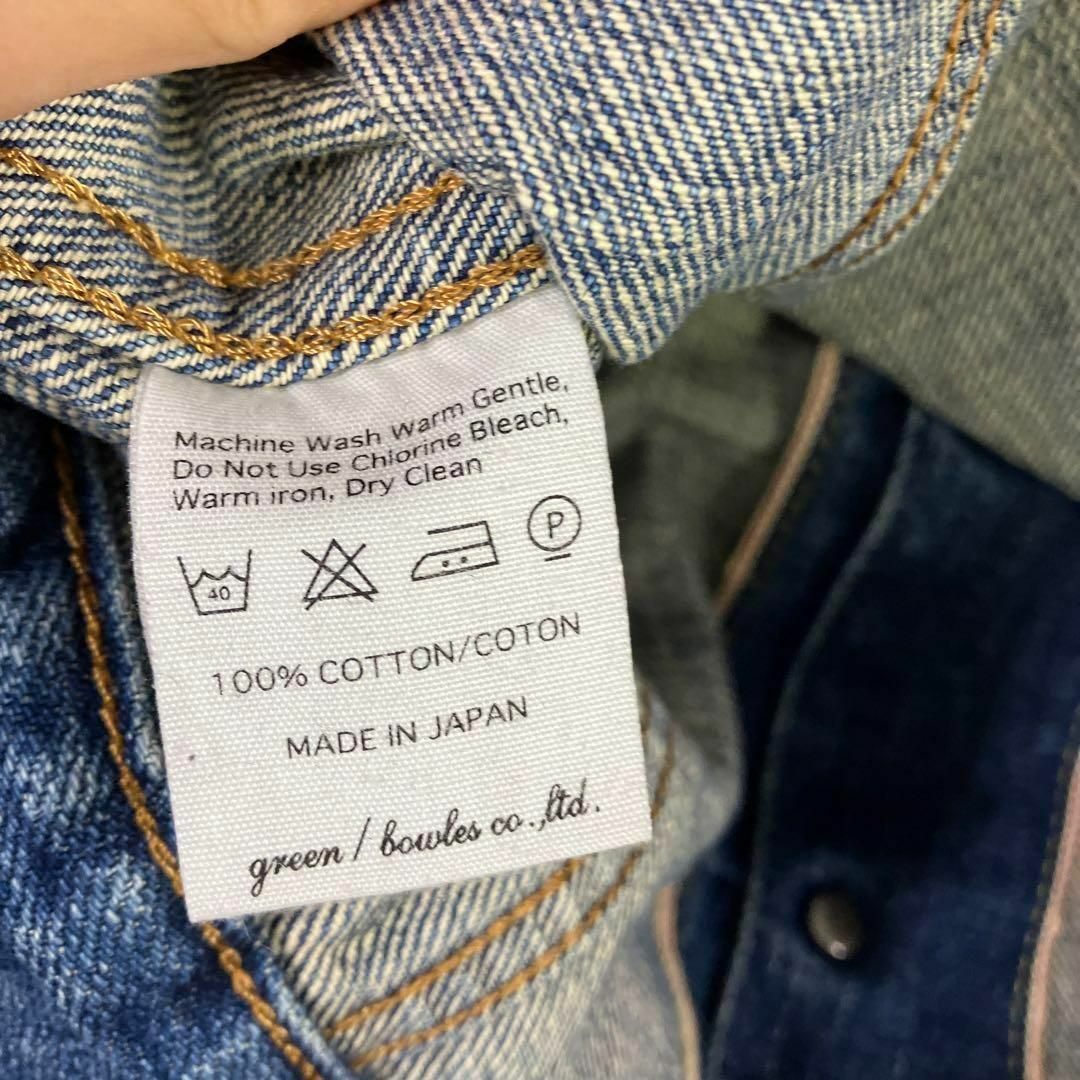 Machine Wash Warm Gentle,
Do Not Use Chlorine Bleach,
Warm iron, Dry Clean
40 P
100% COTTON/COTON
MADE IN JAPAN
green / bowles co.,ltd.